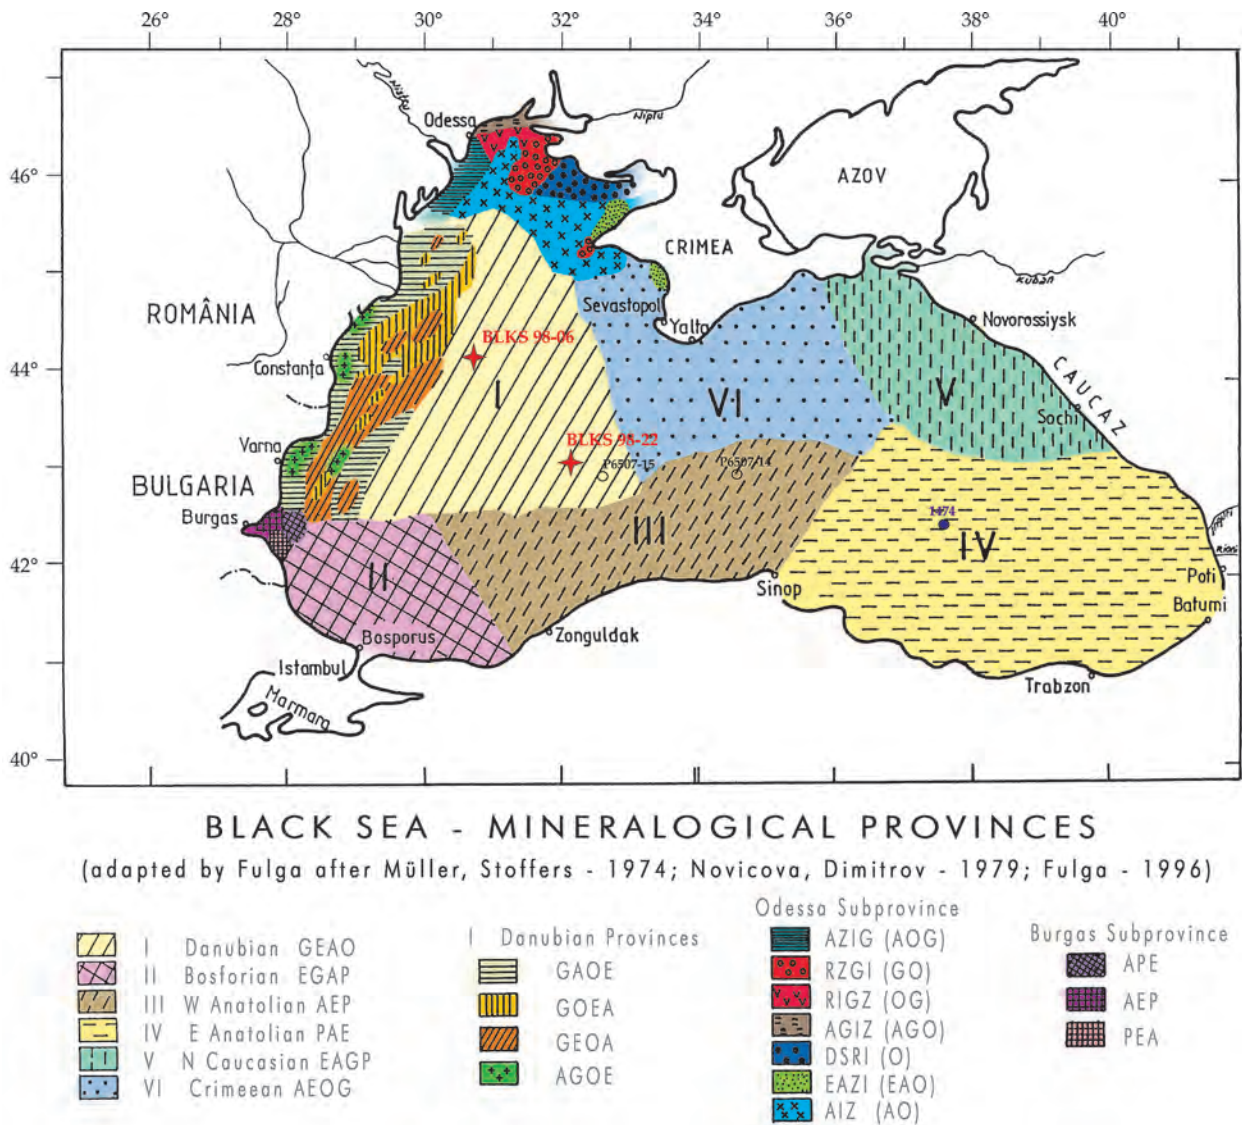 26° 28° 30° 32° 34° 36° 38° 40°
Nistru
Odessa
Nipru
46°
AZOV
CRIMEA
Kuban
ROMÂNIA
Sevastopol
Yalta
Novorossiysk
BLKS 98-06
44°
Constanța
CAUCAZ
I
VI
V
Sochi
Varna
BLKS 98-22
P6507-15
P6507-14
BULGARIA
Burgas
1474
III
IV
42°
II
Sinop
Rioni
Poti
Batumi
Bosporus
Zonguldak
Istambul
Trabzon
Marmara
40°
BLACK SEA - MINERALOGICAL PROVINCES
(adapted by Fulga after Müller, Stoffers - 1974; Novicova, Dimitrov - 1979; Fulga - 1996)
I Danubian GEAO
II Bosforian EGAP
III W Anatolian AEP
IV E Anatolian PAE
V N Caucasian EAGP
VI Crimeean AEOG
I Danubian Provinces
GAOE
GOEA
GEOA
AGOE
Odessa Subprovince
AZIG (AOG)
RZGI (GO)
RIGZ (OG)
AGIZ (AGO)
DSRI (O)
EAZI (EAO)
AIZ (AO)
Burgas Subprovince
APE
AEP
PEA